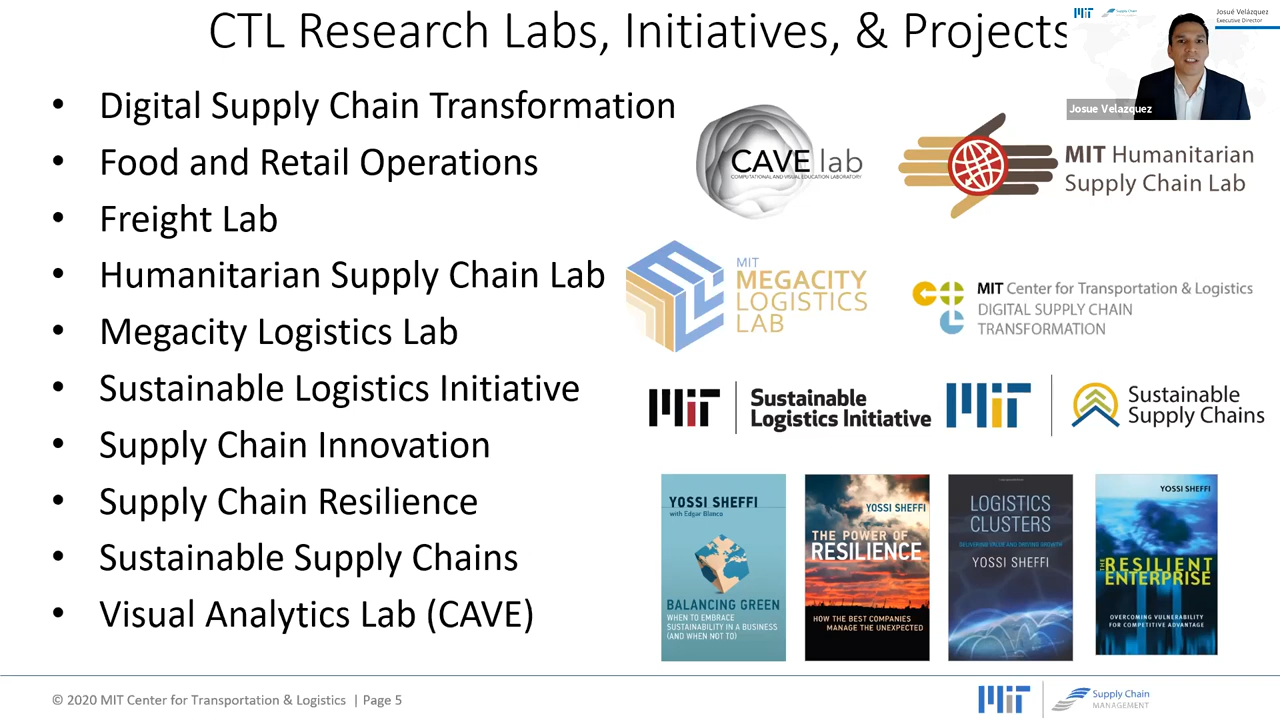 CTL Research Labs, Initiatives, & Projects
MIT
Supply Chain
MANAGEMENT
Josué Velázquez
Executive Director
Josue Velazquez
• Digital Supply Chain Transformation
• Food and Retail Operations
• Freight Lab
• Humanitarian Supply Chain Lab
• Megacity Logistics Lab
• Sustainable Logistics Initiative
• Supply Chain Innovation
• Supply Chain Resilience
• Sustainable Supply Chains
• Visual Analytics Lab (CAVE)
CAVE lab
COMPUTATIONAL AND VISUAL EDUCATION LABORATORY
MIT Humanitarian
Supply Chain Lab
MIT
MEGACITY
LOGISTICS
LAB
MIT Center for Transportation & Logistics
DIGITAL SUPPLY CHAIN
TRANSFORMATION
MIT
Sustainable
Logistics Initiative
MIT
Sustainable
Supply Chains
YOSSI SHEFFI
with Edgar Blanco
BALANCING GREEN
WHEN TO EMBRACE
SUSTAINABILITY IN A BUSINESS
(AND WHEN NOT TO)
YOSSI SHEFFI
THE POWER OF
RESILIENCE
HOW THE BEST COMPANIES
MANAGE THE UNEXPECTED
LOGISTICS
CLUSTERS
DELIVERING VALUE AND DRIVING GROWTH
YOSSI SHEFFI
YOSSI SHEFFI
THE RESILIENT
ENTERPRISE
OVERCOMING VULNERABILITY
FOR COMPETITIVE ADVANTAGE
© 2020 MIT Center for Transportation & Logistics | Page 5
MIT
Supply Chain
MANAGEMENT